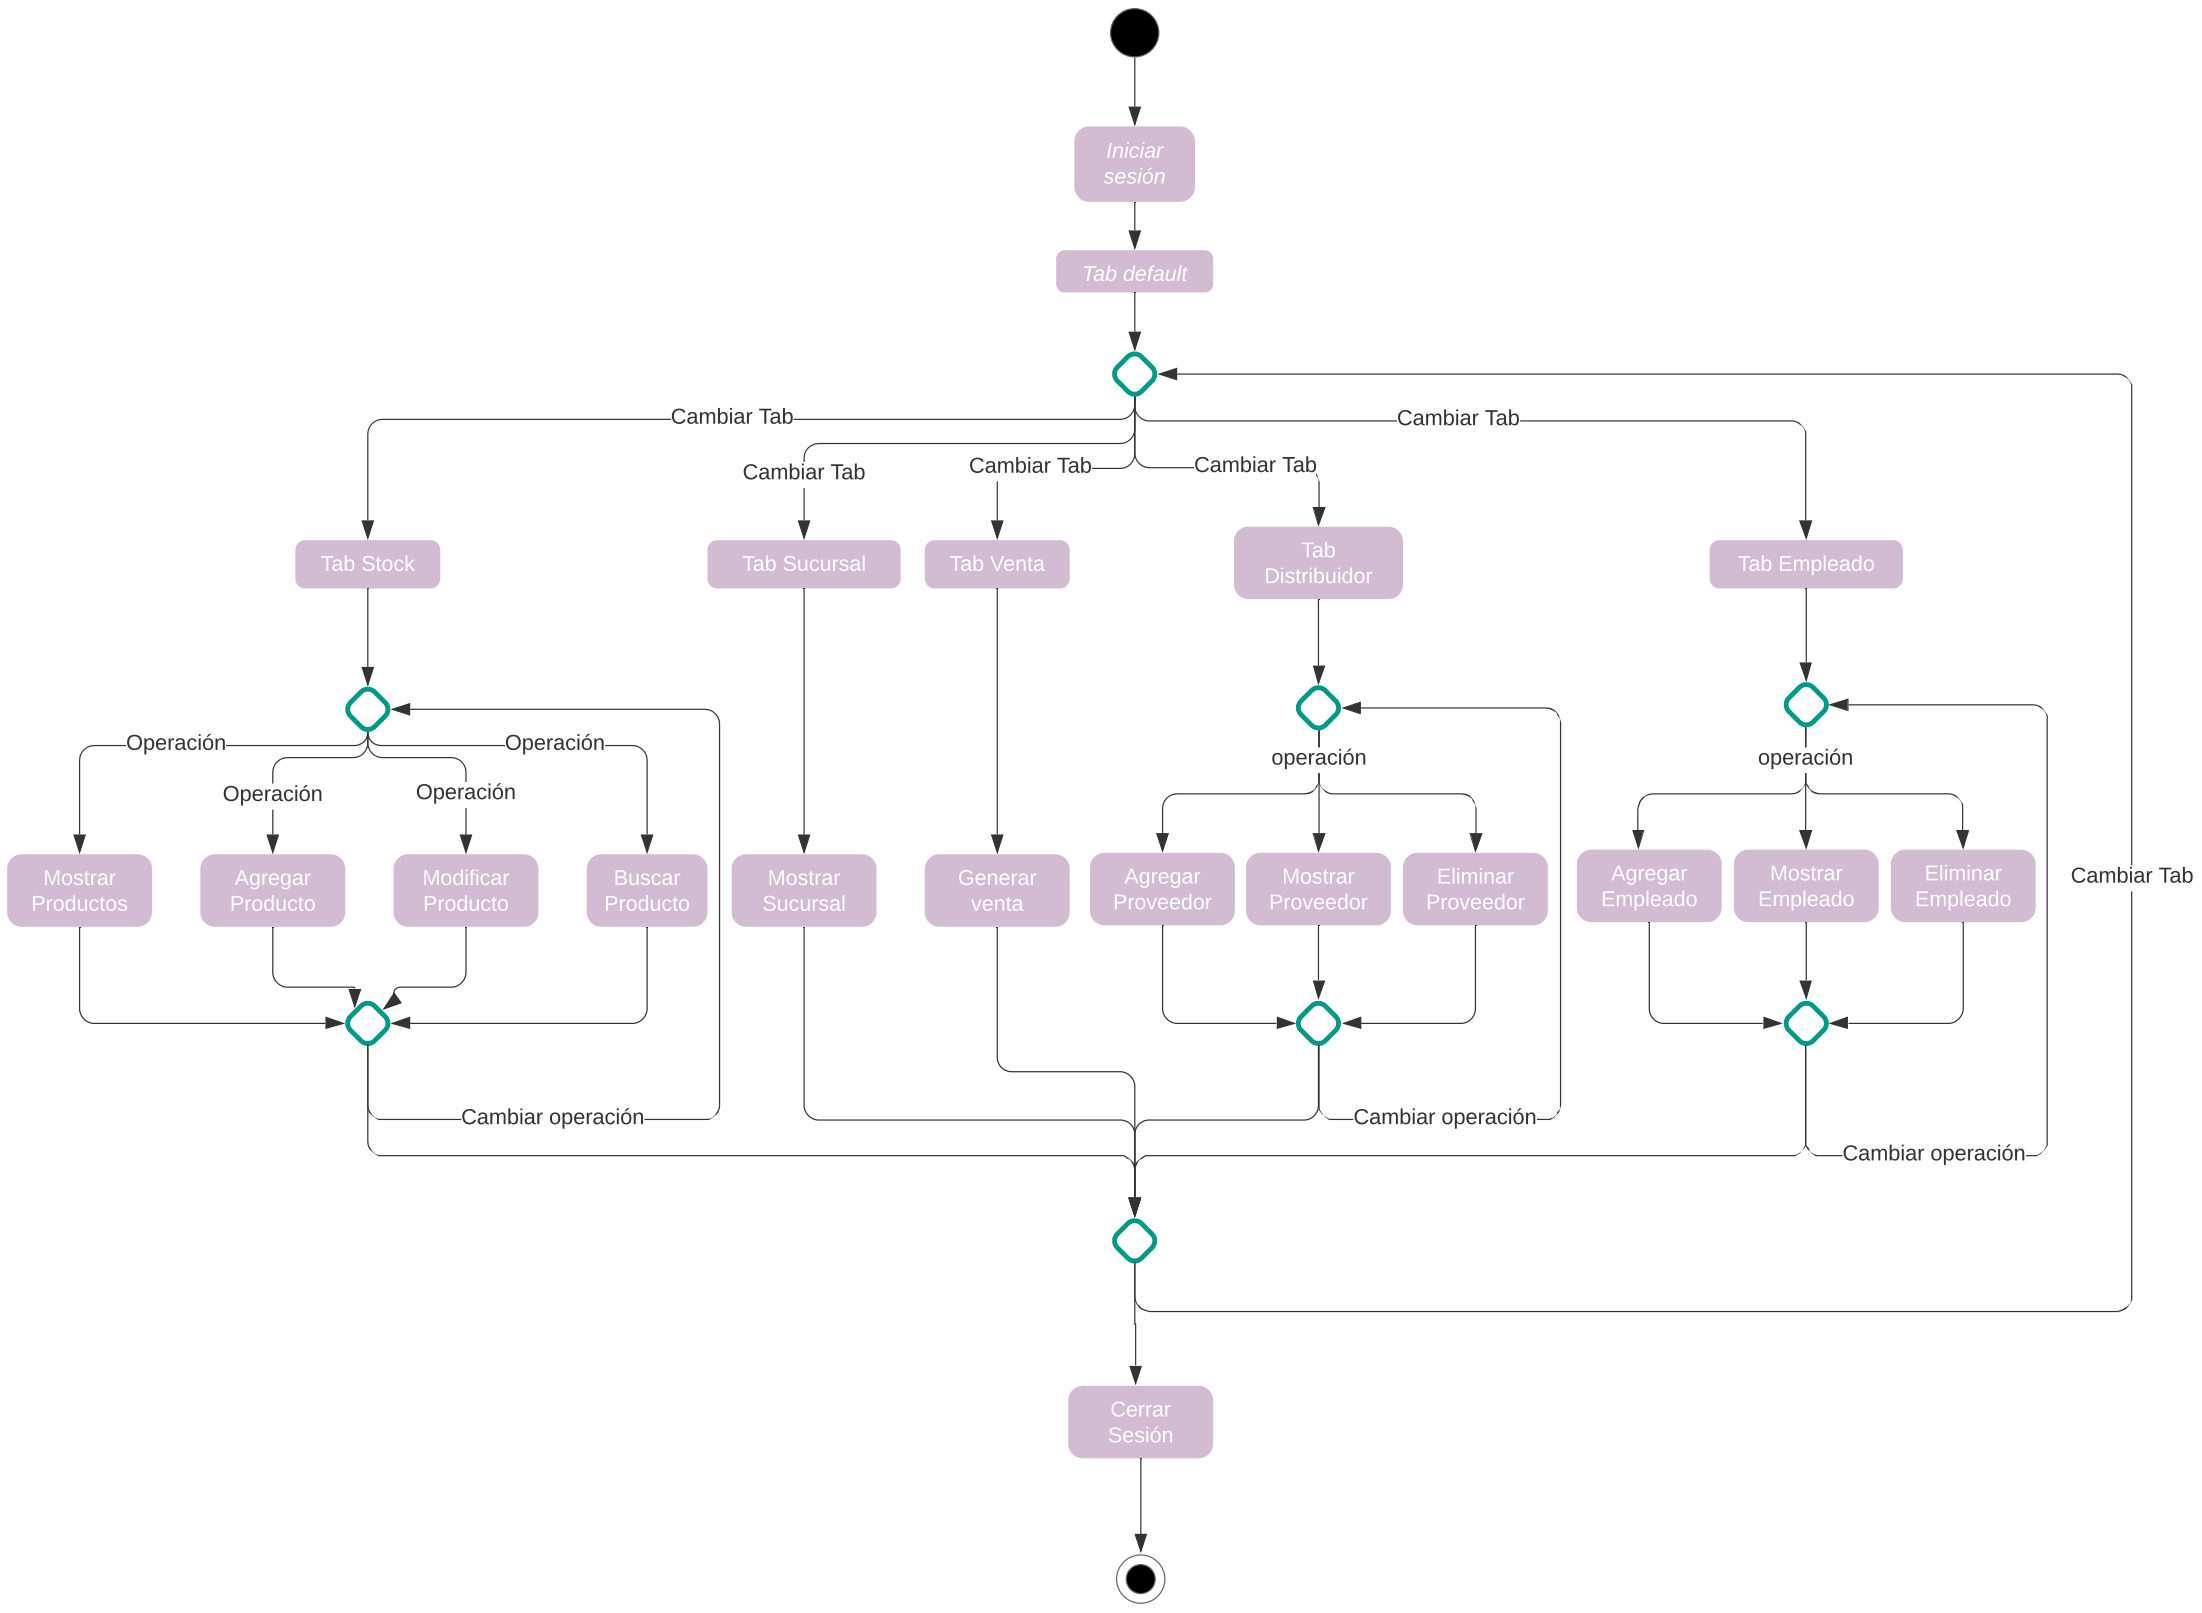 Iniciar
sesión
Tab default
Cambiar Tab
Cambiar Tab
Cambiar Tab
Cambiar Tab
Cambiar Tab
Tab Stock
Tab Sucursal
Tab Venta
Tab
Distribuidor
Tab Empleado
Operación
Operación
Operación
Operación
operación
operación
Mostrar
Productos
Agregar
Producto
Modificar
Producto
Buscar
Producto
Mostrar
Sucursal
Generar
venta
Agregar
Proveedor
Mostrar
Proveedor
Eliminar
Proveedor
Agregar
Empleado
Mostrar
Empleado
Eliminar
Empleado
Cambiar Tab
Cambiar operación
Cambiar operación
Cambiar operación
Cerrar
Sesión